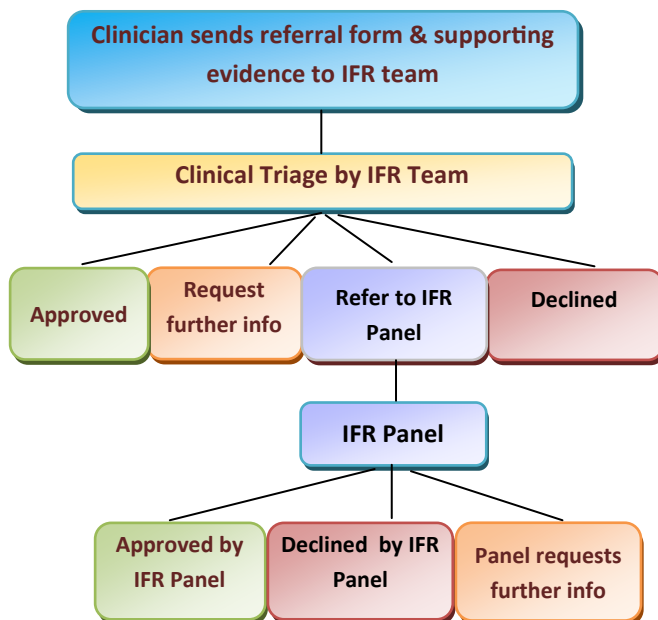 Clinician sends referral form & supporting
evidence to IFR team
Clinical Triage by IFR Team
Approved
Request
further info
Refer to IFR
Panel
Declined
IFR Panel
Approved by
IFR Panel
Declined by IFR
Panel
Panel requests
further info